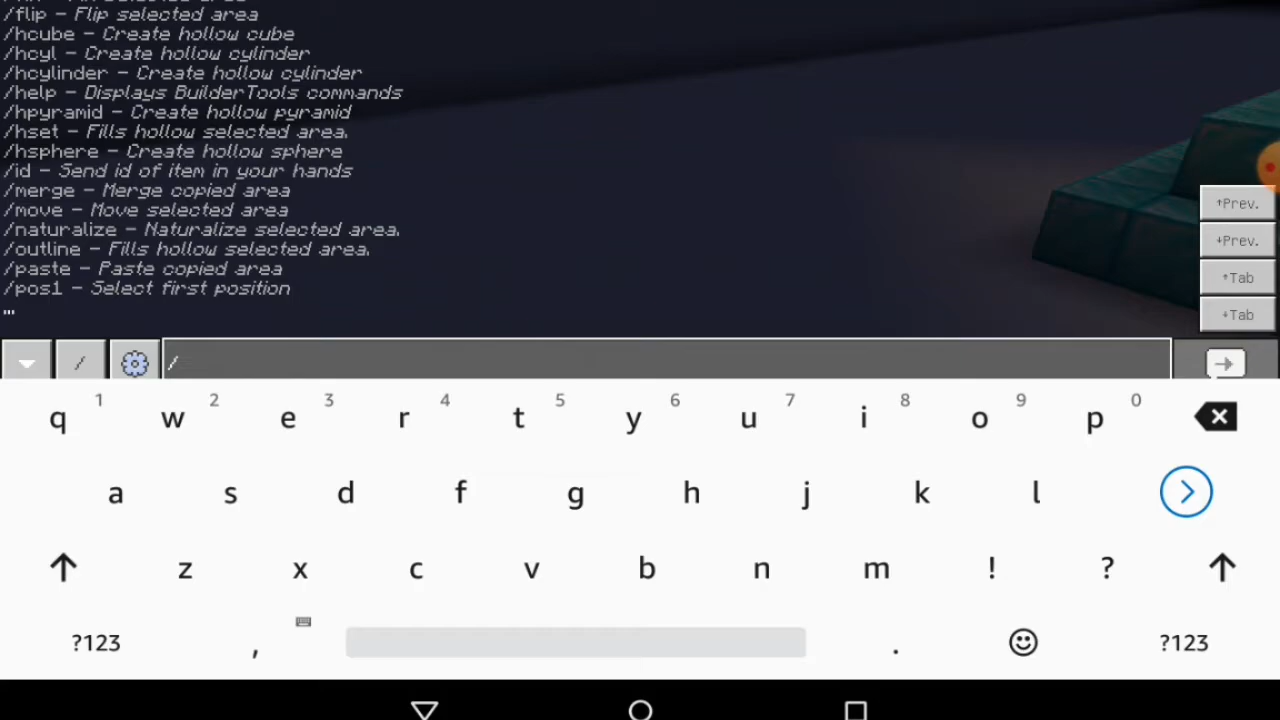 /flip – Flip selected area
/hcube – Create hollow cube
/hcyl – Create hollow cylinder
/hcylinder – Create hollow cylinder
/help – Displays BuilderTools commands
/hpyramid – Create hollow pyramid
/hset – Fills hollow selected area.
/hsphere – Create hollow sphere
/id – Send id of item in your hands
/merge – Merge copied area
/move – Move selected area
/naturalize – Naturalize selected area.
/outline – Fills hollow selected area.
/paste – Paste copied area
/pos1 – Select first position
...
↑Prev.
↑Prev.
↑Tab
↓Tab
/
/
q 1 w 2 e 3 r 4 t 5 y 6 u 7 i 8 o 9 p 0
a s d f g h j k l
z x c v b n m ! ?
?123 , . ?123